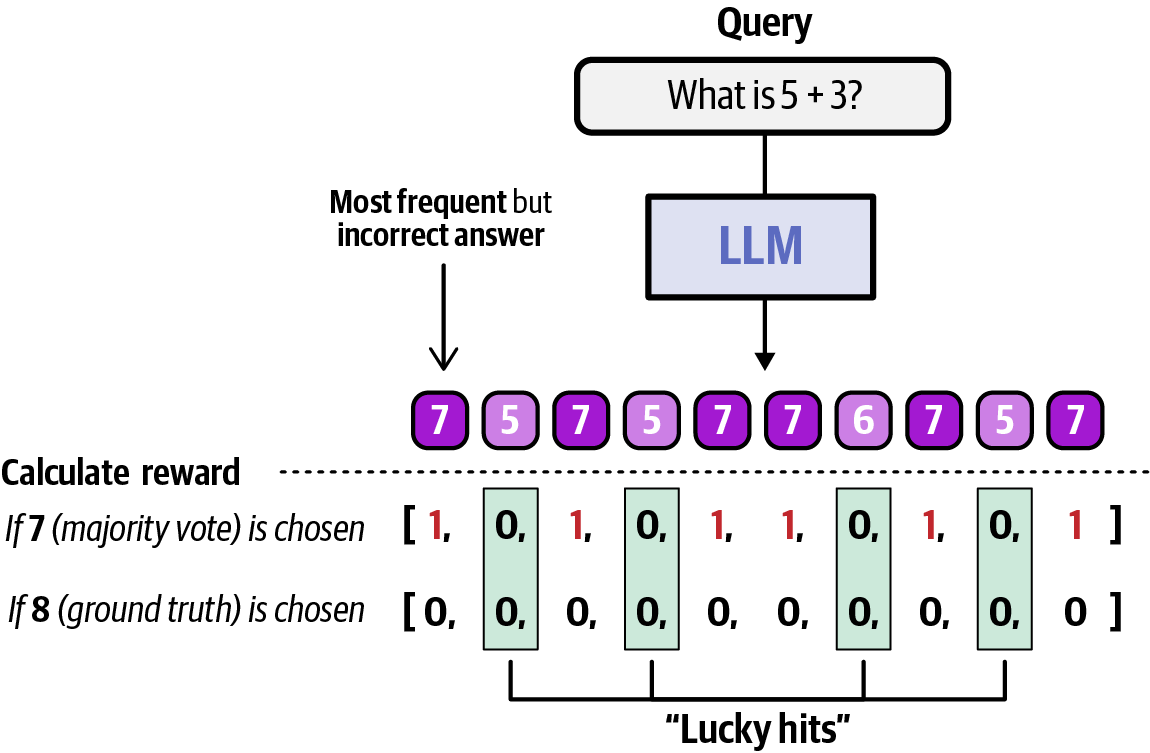 Query
What is 5 + 3?
Most frequent but
incorrect answer
LLM
7 5 7 5 7 7 6 7 5 7
Calculate reward
If 7 (majority vote) is chosen [ 1, 0, 1, 0, 1, 1, 0, 1, 0, 1 ]
If 8 (ground truth) is chosen [ 0, 0, 0, 0, 0, 0, 0, 0, 0, 0 ]
“Lucky hits”